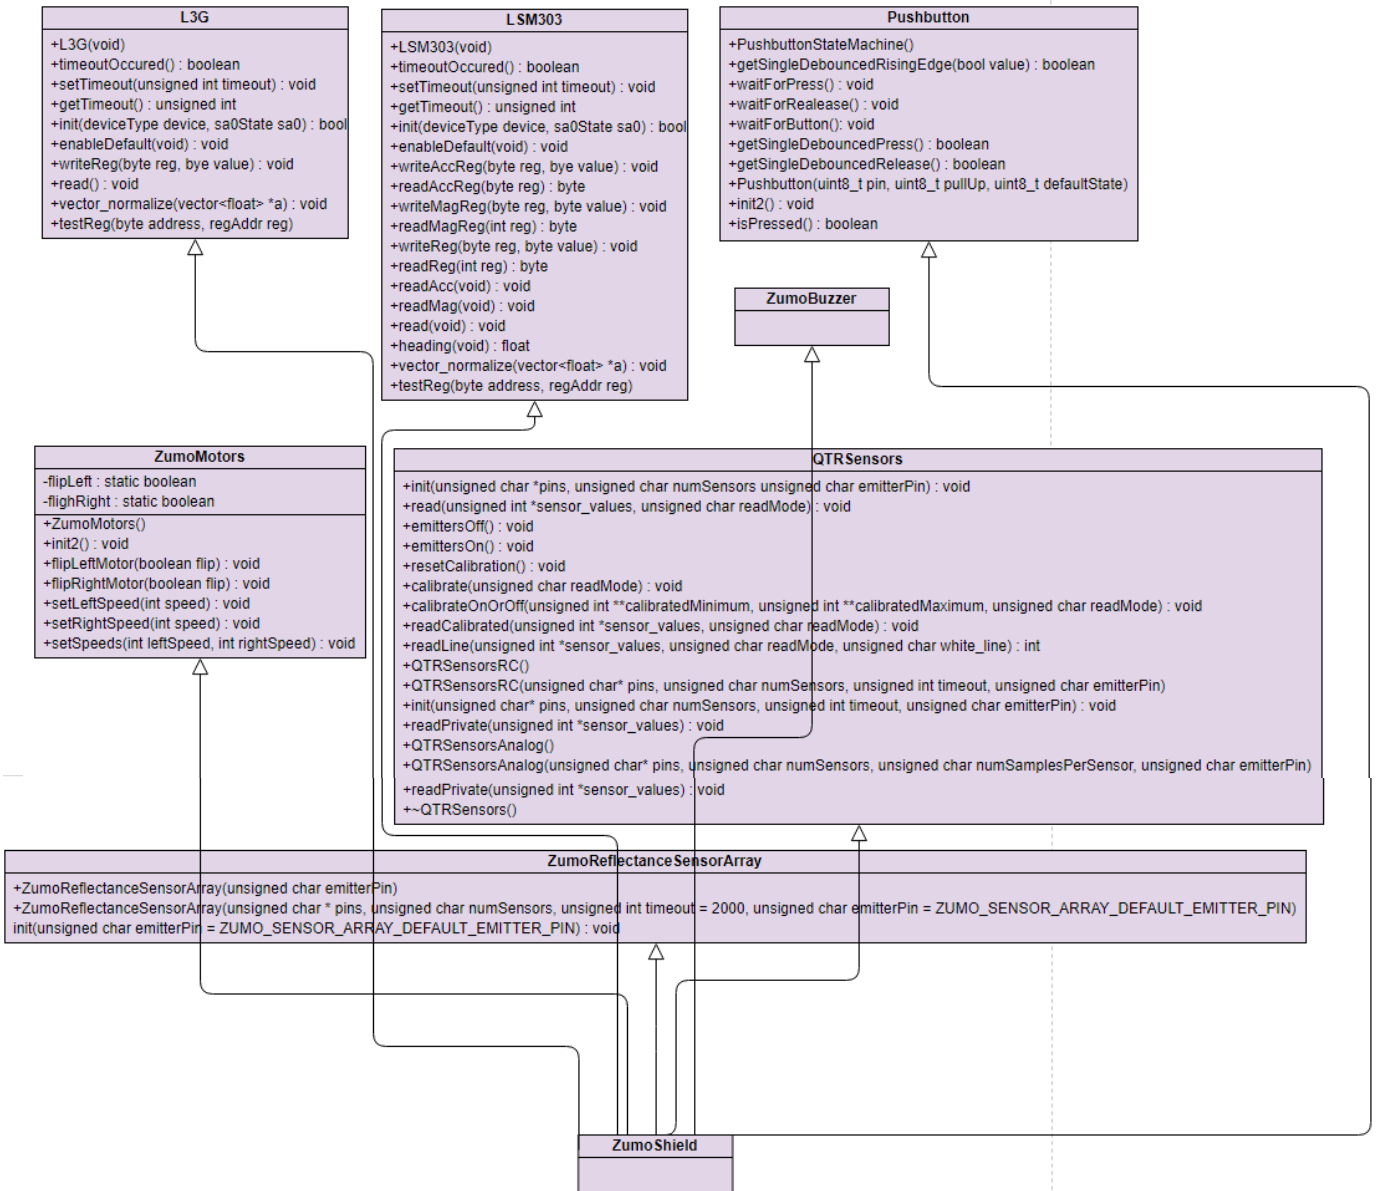 L3G
+L3G(void)
+timeoutOccured() : boolean
+setTimeout(unsigned int timeout) : void
+getTimeout() : unsigned int
+init(deviceType device, sa0State sa0) : bool
+enableDefault(void) : void
+writeReg(byte reg, bye value) : void
+read() : void
+vector_normalize(vector<float> *a) : void
+testReg(byte address, regAddr reg)
LSM303
+LSM303(void)
+timeoutOccured() : boolean
+setTimeout(unsigned int timeout) : void
+getTimeout() : unsigned int
+init(deviceType device, sa0State sa0) : bool
+enableDefault(void) : void
+writeAccReg(byte reg, bye value) : void
+readAccReg(byte reg) : byte
+writeMagReg(byte reg, byte value) : void
+readMagReg(int reg) : byte
+writeReg(byte reg, byte value) : void
+readReg(int reg) : byte
+readAcc(void) : void
+readMag(void) : void
+read(void) : void
+heading(void) : float
+vector_normalize(vector<float> *a) : void
+testReg(byte address, regAddr reg)
Pushbutton
+PushbuttonStateMachine()
+getSingleDebouncedRisingEdge(bool value) : boolean
+waitForPress() : void
+waitForRealease() : void
+waitForButton(): void
+getSingleDebouncedPress() : boolean
+getSingleDebouncedRelease() : boolean
+Pushbutton(uint8_t pin, uint8_t pullUp, uint8_t defaultState)
+init2() : void
+isPressed() : boolean
ZumoBuzzer
ZumoMotors
-flipLeft : static boolean
-flighRight : static boolean
+ZumoMotors()
+init2() : void
+flipLeftMotor(boolean flip) : void
+flipRightMotor(boolean flip) : void
+setLeftSpeed(int speed) : void
+setRightSpeed(int speed) : void
+setSpeeds(int leftSpeed, int rightSpeed) : void
QTRSensors
+init(unsigned char *pins, unsigned char numSensors unsigned char emitterPin) : void
+read(unsigned int *sensor_values, unsigned char readMode) : void
+emittersOff() : void
+emittersOn() : void
+resetCalibration() : void
+calibrate(unsigned char readMode) : void
+calibrateOnOrOff(unsigned int **calibratedMinimum, unsigned int **calibratedMaximum, unsigned char readMode) : void
+readCalibrated(unsigned int *sensor_values, unsigned char readMode) : void
+readLine(unsigned int *sensor_values, unsigned char readMode, unsigned char white_line) : int
+QTRSensorsRC()
+QTRSensorsRC(unsigned char* pins, unsigned char numSensors, unsigned int timeout, unsigned char emitterPin)
+init(unsigned char* pins, unsigned char numSensors, unsigned int timeout, unsigned char emitterPin) : void
+readPrivate(unsigned int *sensor_values) : void
+QTRSensorsAnalog()
+QTRSensorsAnalog(unsigned char* pins, unsigned char numSensors, unsigned char numSamplesPerSensor, unsigned char emitterPin)
+readPrivate(unsigned int *sensor_values) : void
+~QTRSensors()
ZumoReflectanceSensorArray
+ZumoReflectanceSensorArray(unsigned char emitterPin)
+ZumoReflectanceSensorArray(unsigned char * pins, unsigned char numSensors, unsigned int timeout = 2000, unsigned char emitterPin = ZUMO_SENSOR_ARRAY_DEFAULT_EMITTER_PIN)
init(unsigned char emitterPin = ZUMO_SENSOR_ARRAY_DEFAULT_EMITTER_PIN) : void
ZumoShield